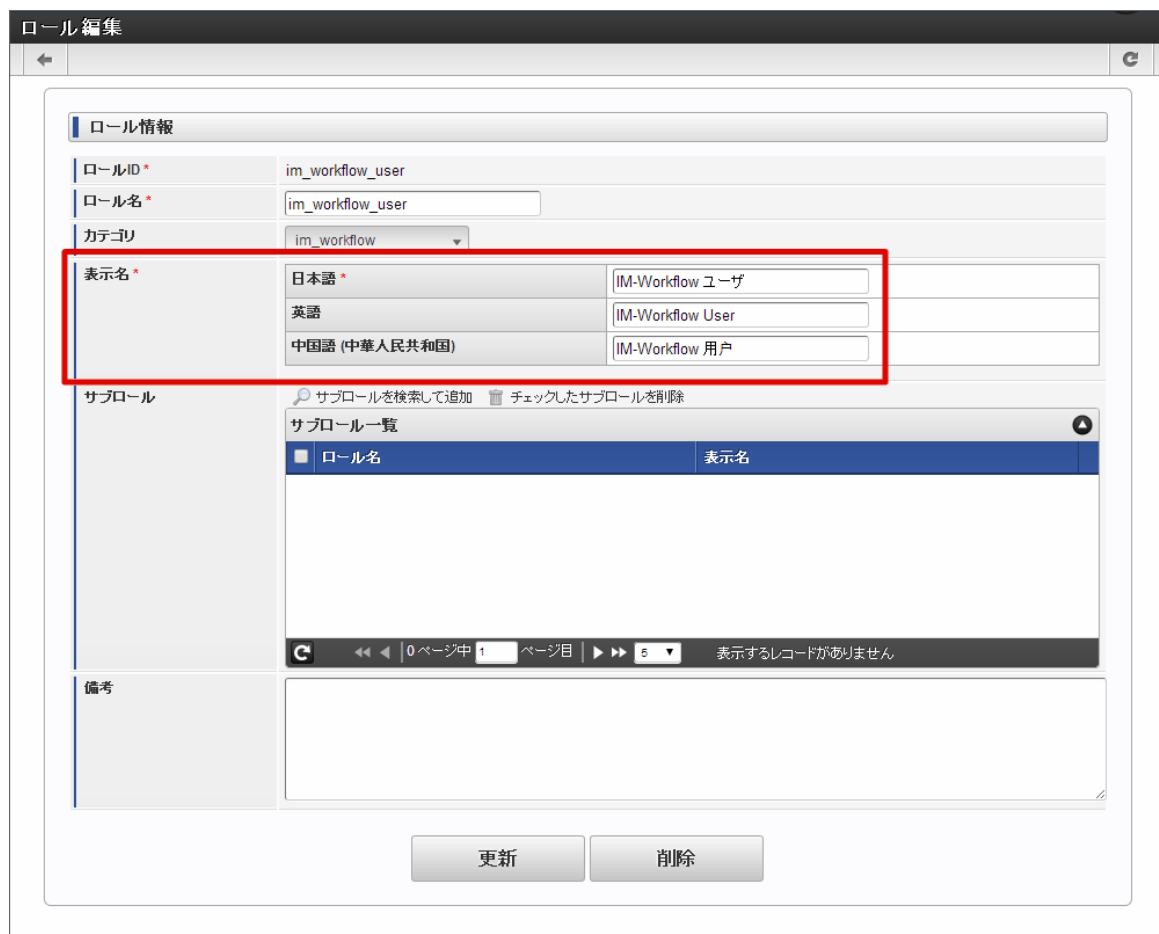 ロール編集
ロール情報
ロールID *
im_workflow_user
ロール名 *
im_workflow_user
カテゴリ
im_workflow
表示名 *
日本語 *
IM-Workflow ユーザ
英語
IM-Workflow User
中国語 (中華人民共和国)
IM-Workflow 用户
サブロール
サブロールを検索して追加 チェックしたサブロールを削除
サブロール一覧
ロール名 表示名
0 ページ中 1 ページ目 5 表示するレコードがありません
備考
更新 削除